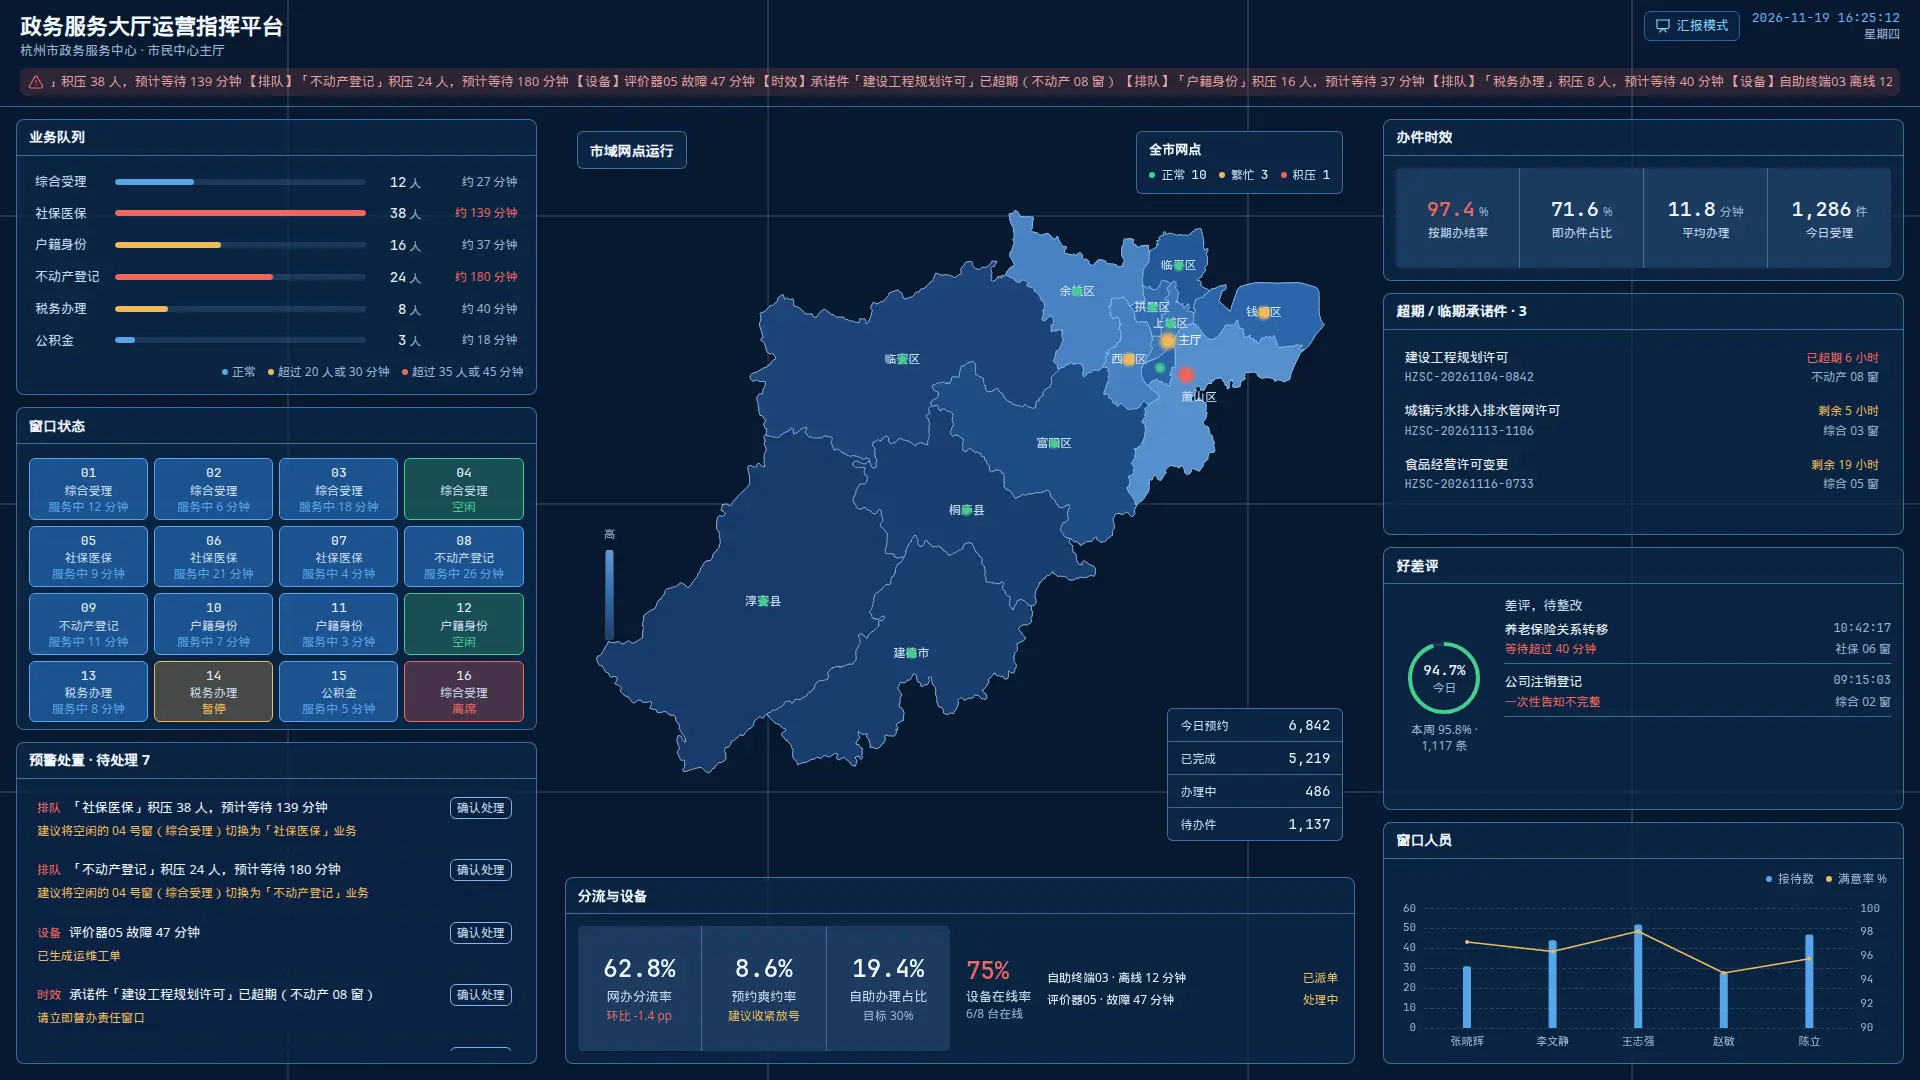 政务服务大厅运营指挥平台
杭州市政务服务中心 · 市民中心主厅
汇报模式
2026-11-19 16:25:12
星期四
」积压 38 人，预计等待 139 分钟 【排队】「不动产登记」积压 24 人，预计等待 180 分钟 【设备】评价器05 故障 47 分钟 【时效】承诺件「建设工程规划许可」已超期（不动产 08 窗） 【排队】「户籍身份」积压 16 人，预计等待 37 分钟 【排队】「税务办理」积压 8 人，预计等待 40 分钟 【设备】自助终端03 离线 12
业务队列
综合受理 12 人 约 27 分钟
社保医保 38 人 约 139 分钟
户籍身份 16 人 约 37 分钟
不动产登记 24 人 约 180 分钟
税务办理 8 人 约 40 分钟
公积金 3 人 约 18 分钟
正常 超过 20 人或 30 分钟 超过 35 人或 45 分钟
窗口状态
01 综合受理 服务中 12 分钟
02 综合受理 服务中 6 分钟
03 综合受理 服务中 18 分钟
04 综合受理 空闲
05 社保医保 服务中 9 分钟
06 社保医保 服务中 21 分钟
07 社保医保 服务中 4 分钟
08 不动产登记 服务中 26 分钟
09 不动产登记 服务中 11 分钟
10 户籍身份 服务中 7 分钟
11 户籍身份 服务中 3 分钟
12 户籍身份 空闲
13 税务办理 服务中 8 分钟
14 税务办理 暂停
15 公积金 服务中 5 分钟
16 综合受理 离席
预警处置 · 待处理 7
排队 「社保医保」积压 38 人，预计等待 139 分钟 确认处理
建议将空闲的 04 号窗（综合受理）切换为「社保医保」业务
排队 「不动产登记」积压 24 人，预计等待 180 分钟 确认处理
建议将空闲的 04 号窗（综合受理）切换为「不动产登记」业务
设备 评价器05 故障 47 分钟 确认处理
已生成运维工单
时效 承诺件「建设工程规划许可」已超期（不动产 08 窗） 确认处理
请立即督办责任窗口
市域网点运行
全市网点
正常 10 繁忙 3 积压 1
临平区
余杭区
拱墅区
钱塘区
上城区
主厅
西湖区
临安区
萧山区
富阳区
桐庐县
淳安县
建德市
高
今日预约 6,842
已完成 5,219
办理中 486
待办件 1,137
分流与设备
62.8% 网办分流率 环比 -1.4 pp
8.6% 预约爽约率 建议收紧放号
19.4% 自助办理占比 目标 30%
75% 设备在线率 6/8 台在线
自助终端03 · 离线 12 分钟 已派单
评价器05 · 故障 47 分钟 处理中
办件时效
97.4 % 按期办结率
71.6 % 即办件占比
11.8 分钟 平均办理
1,286 件 今日受理
超期 / 临期承诺件 · 3
建设工程规划许可 已超期 6 小时
HZSC-20261104-0842 不动产 08 窗
城镇污水排入排水管网许可 剩余 5 小时
HZSC-20261113-1106 综合 03 窗
食品经营许可变更 剩余 19 小时
HZSC-20261116-0733 综合 05 窗
好差评
94.7%
今日
本周 95.8% ·
1,117 条
差评，待整改
养老保险关系转移 10:42:17
等待超过 40 分钟 社保 06 窗
公司注销登记 09:15:03
一次性告知不完整 综合 02 窗
窗口人员
接待数 满意率 %
60 100
50 98
40 96
30 94
20 92
10 90
0
张晓辉 李文静 王志强 赵敏 陈立